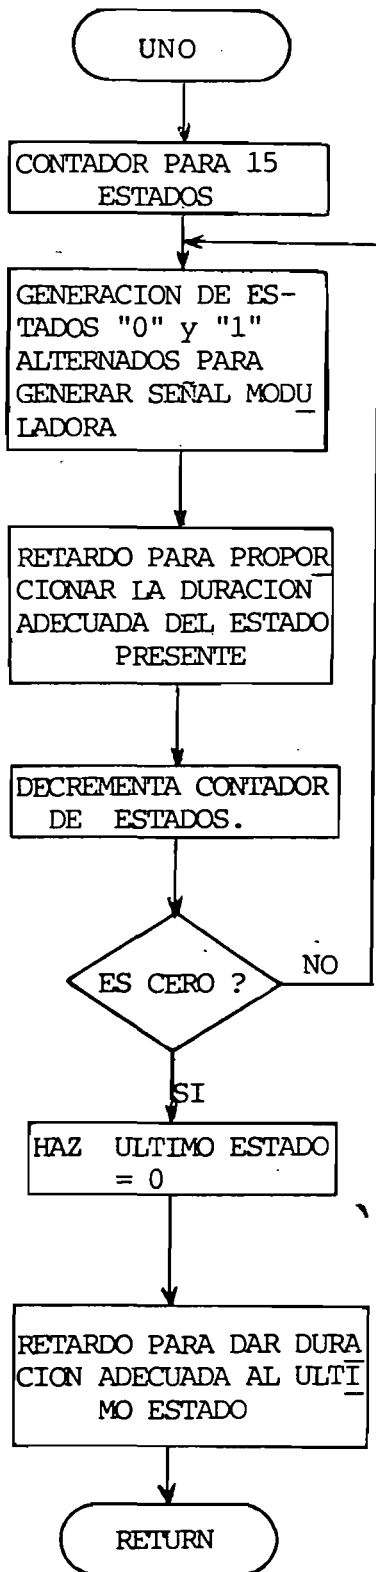 UNO
CONTADOR PARA 15
ESTADOS
GENERACION DE ES-
TADOS "0" y "1"
ALTERNADOS PARA
GENERAR SEÑAL MODU
LADORA
RETARDO PARA PROPOR
CIONAR LA DURACION
ADECUADA DEL ESTADO
PRESENTE
DECREMENTA CONTADOR
DE ESTADOS.
ES CERO ?
NO
SI
HAZ ULTIMO ESTADO
= 0
RETARDO PARA DAR DURA
CION ADECUADA AL ULTI
MO ESTADO
RETURN